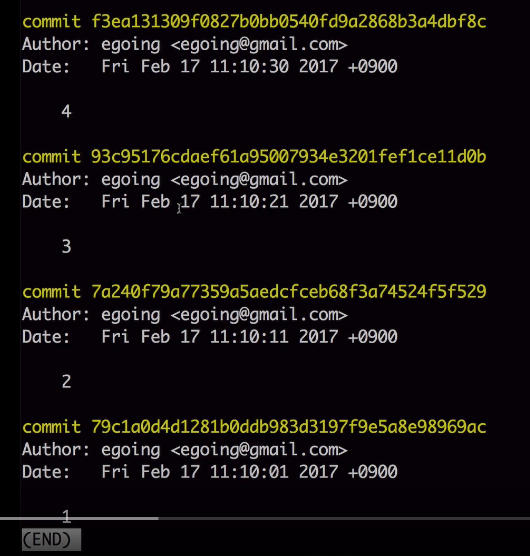 commit f3ea131309f0827b0bb0540fd9a2868b3a4dbf8c
Author: egoing <egoing@gmail.com>
Date:   Fri Feb 17 11:10:30 2017 +0900
4
commit 93c95176cdaef61a95007934e3201fef1ce11d0b
Author: egoing <egoing@gmail.com>
Date:   Fri Feb 17 11:10:21 2017 +0900
3
commit 7a240f79a77359a5aedcfceb68f3a74524f5f529
Author: egoing <egoing@gmail.com>
Date:   Fri Feb 17 11:10:11 2017 +0900
2
commit 79c1a0d4d1281b0ddb983d3197f9e5a8e98969ac
Author: egoing <egoing@gmail.com>
Date:   Fri Feb 17 11:10:01 2017 +0900
1
(END)